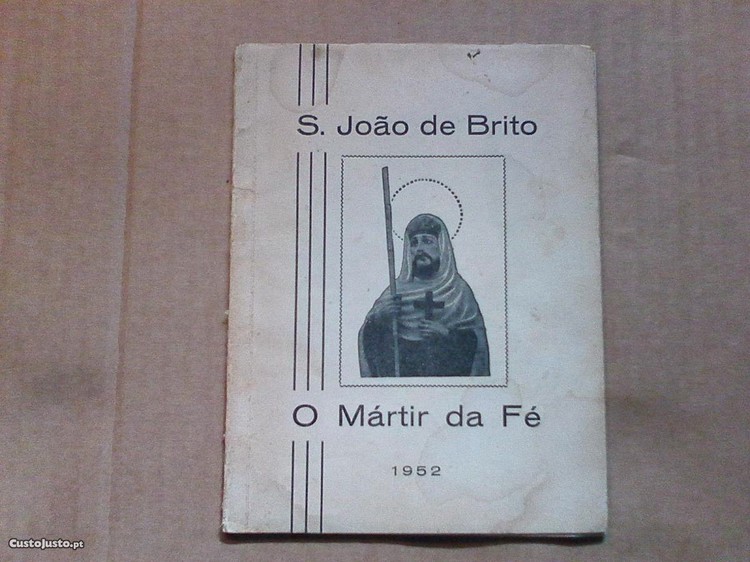 S. João de Brito
O Mártir da Fé
1952
CustoJusto.pt